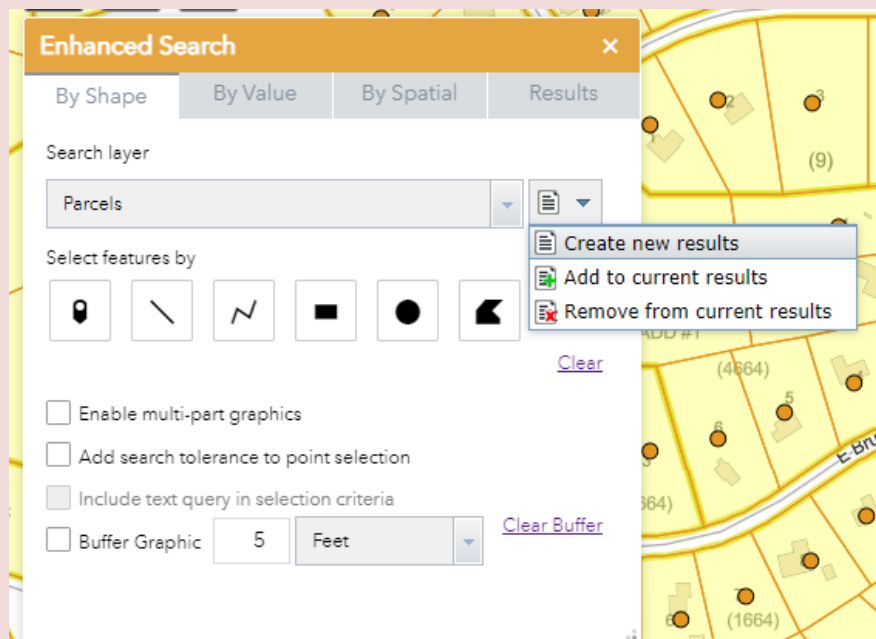 Enhanced Search ×
By Shape By Value By Spatial Results
Search layer
Parcels
Create new results
Add to current results
Remove from current results
Select features by
Clear
Enable multi-part graphics
Add search tolerance to point selection
Include text query in selection criteria
Buffer Graphic 5 Feet Clear Buffer
2
3
(9)
1
ADD #1
(4664)
5
6
E-Bru
664)
(1664)